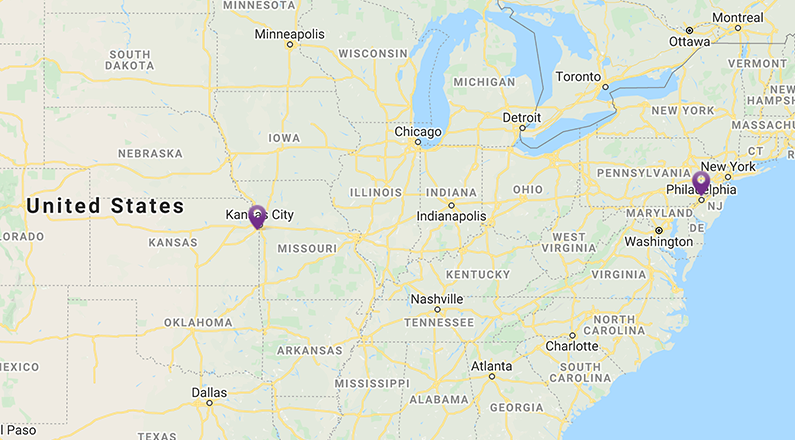 MINNESOTA
Montreal
Minneapolis
Ottawa
SOUTH
DAKOTA
WISCONSIN
VERMONT
MICHIGAN
Toronto
NEW
HAMPSH
NEW YORK
Detroit
MASSACHU
Chicago
IOWA
CT
R
NEBRASKA
PENNSYLVANIA
New York
ILLINOIS
INDIANA
OHIO
Philadelphia
United States
NJ
Kansas City
Indianapolis
MARYLAND
DE
OLORADO
KANSAS
MISSOURI
WEST
VIRGINIA
Washington
KENTUCKY
VIRGINIA
Nashville
OKLAHOMA
TENNESSEE
NORTH
CAROLINA
ARKANSAS
Charlotte
MEXICO
Atlanta
SOUTH
CAROLINA
MISSISSIPPI
Dallas
ALABAMA
GEORGIA
l Paso
TEXAS